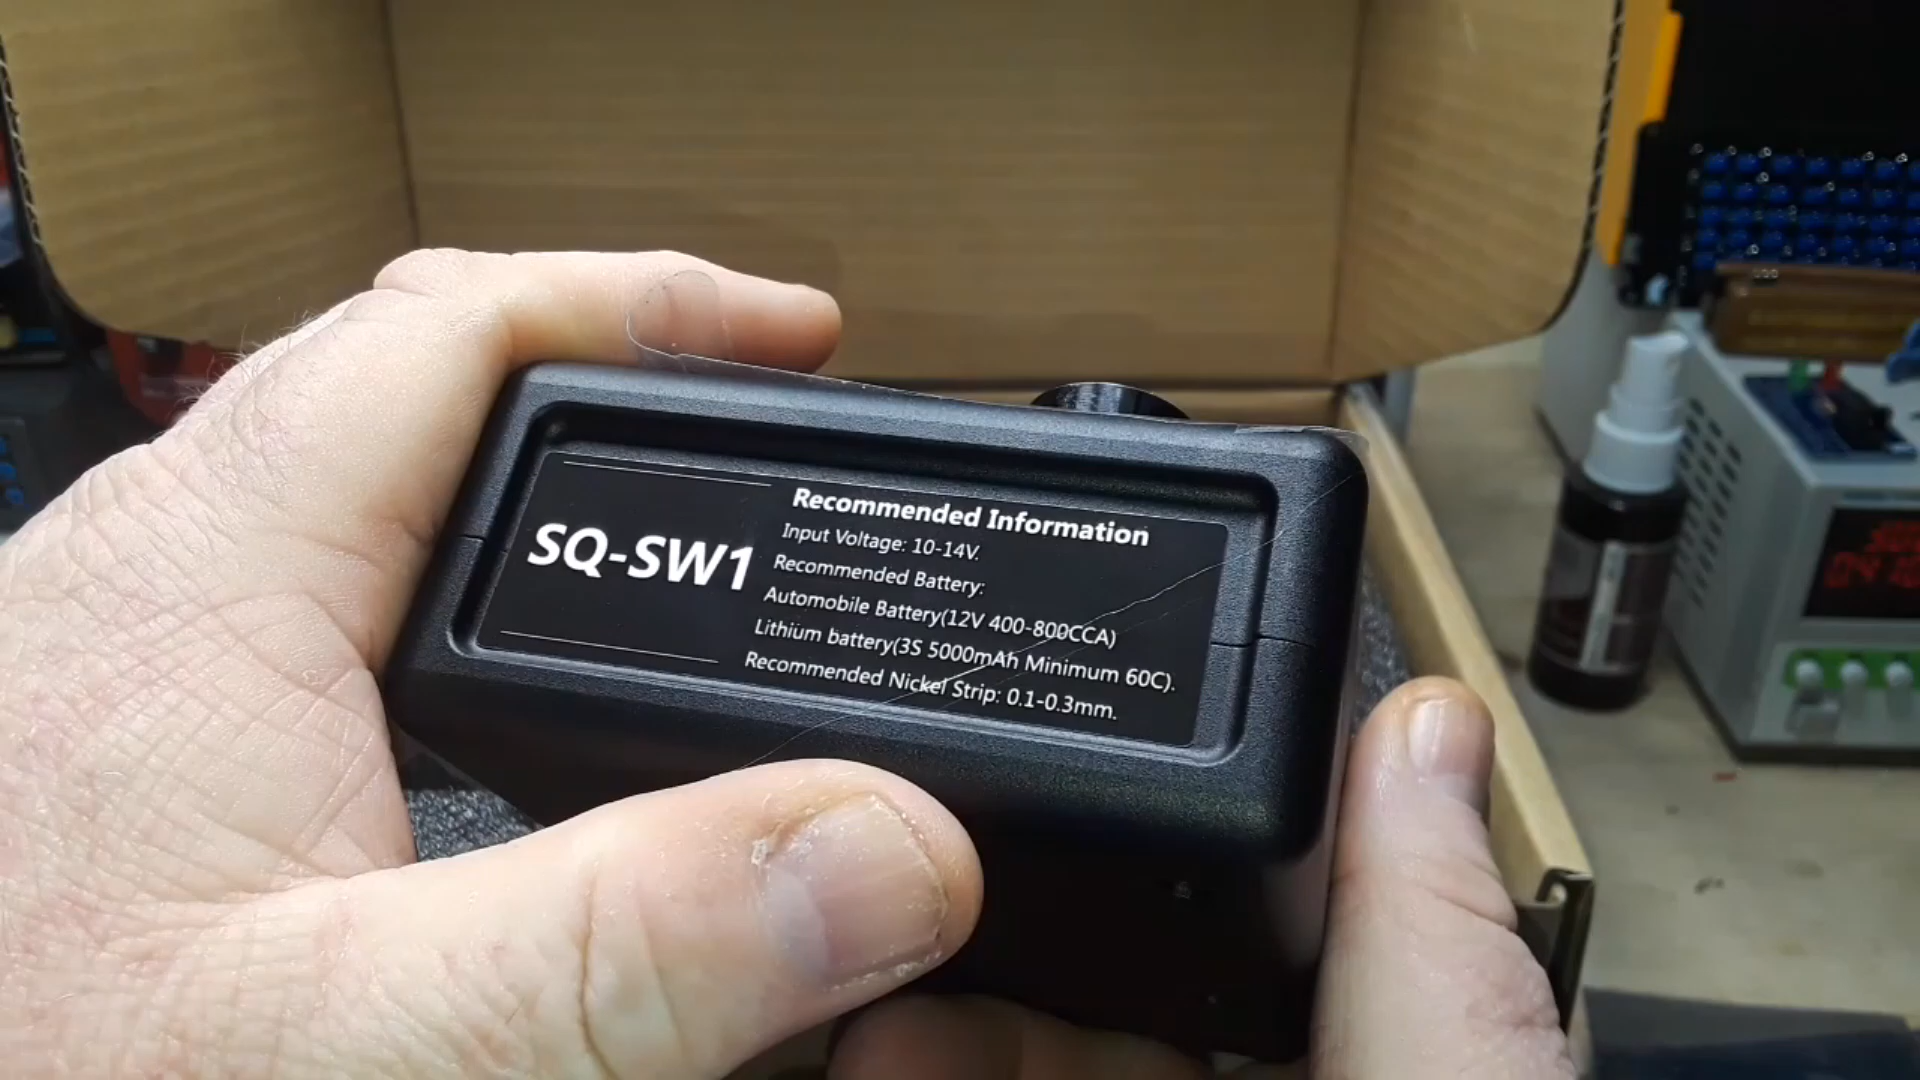 SQ-SW1
Recommended Information
Input Voltage: 10-14V.
Recommended Battery:
Automobile Battery(12V 400-800CCA)
Lithium battery(3S 5000mAh Minimum 60C).
Recommended Nickel Strip: 0.1-0.3mm.